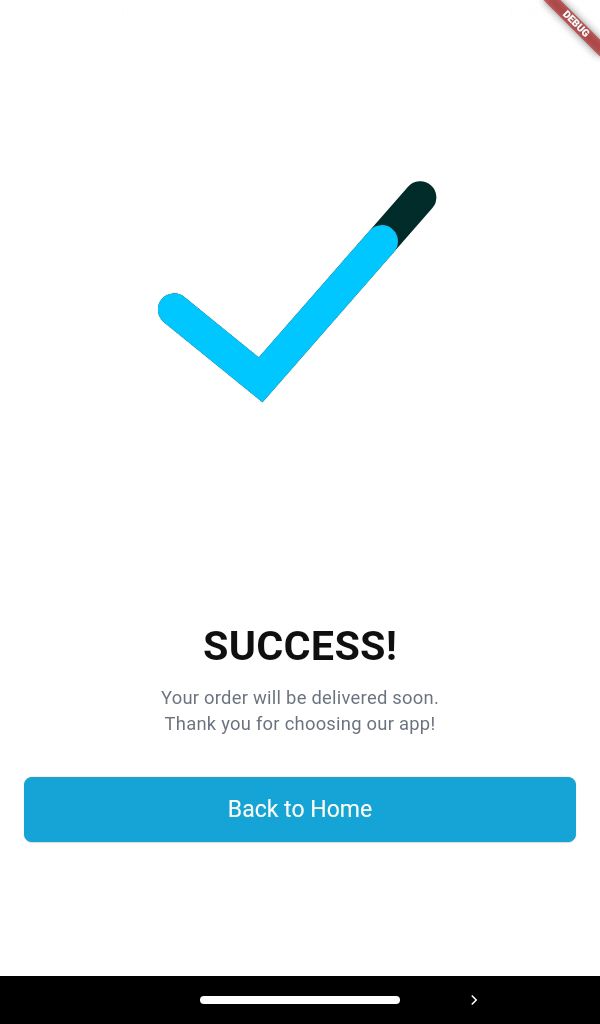 DEBUG
SUCCESS!
Your order will be delivered soon.
Thank you for choosing our app!
Back to Home